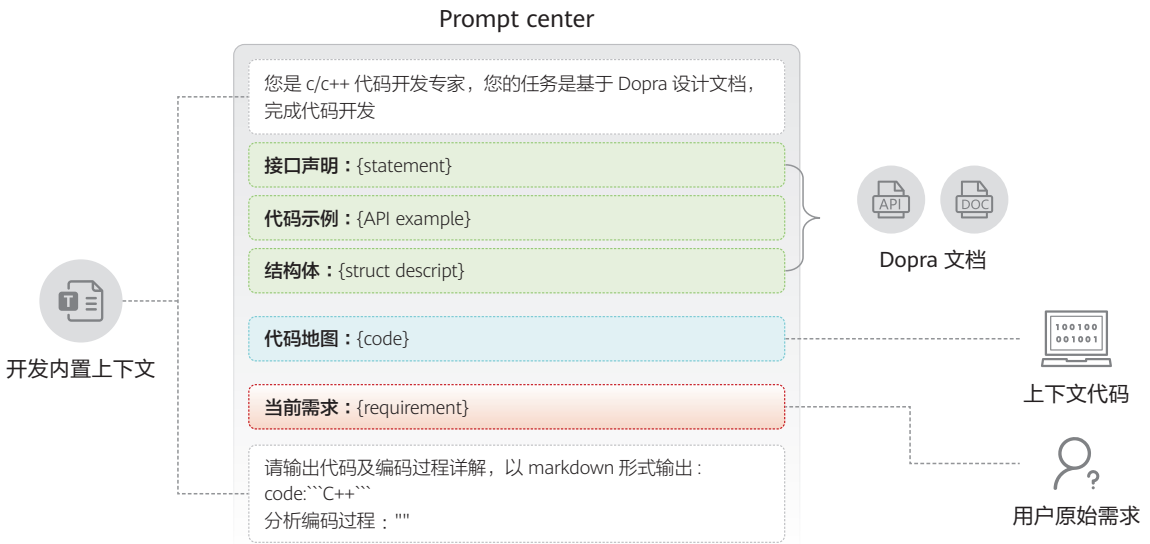 Prompt center
您是 c/c++ 代码开发专家，您的任务是基于 Dopra 设计文档，
完成代码开发
接口声明：{statement}
代码示例：{API example}
结构体：{struct descript}
API
DOC
Dopra 文档
T
开发内置上下文
代码地图：{code}
100100
001001
上下文代码
当前需求：{requirement}
请输出代码及编码过程详解，以 markdown 形式输出：
code:```C++```
分析编码过程：""
?
用户原始需求